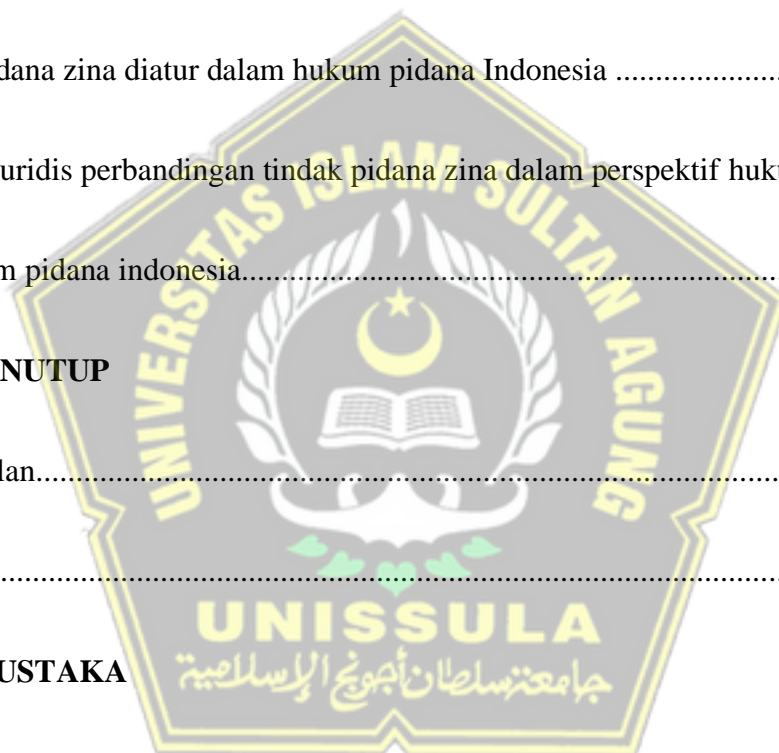 dana zina diatur dalam hukum pidana Indonesia ........................
uridis perbandingan tindak pidana zina dalam perspektif huku
m pidana indonesia........................................................................
NUTUP
lan.................................................................................................
.......................................................................................................
USTAKA
UNIVERSITAS ISLAM SULTAN AGUNG
UNISSULA
جامعة سلطان أجونج الإسلامية